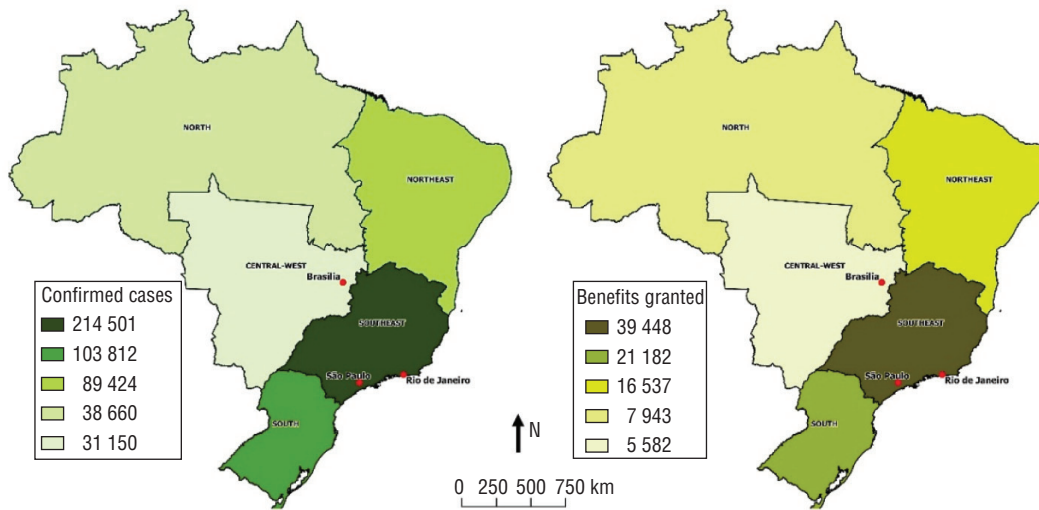 NORTH
NORTHEAST
CENTRAL-WEST
Brasilia
SOUTHEAST
São Paulo
Rio de Janeiro
SOUTH
Confirmed cases
214 501
103 812
89 424
38 660
31 150
N
0 250 500 750 km
NORTH
NORTHEAST
CENTRAL-WEST
Brasilia
SOUTHEAST
São Paulo
Rio de Janeiro
SOUTH
Benefits granted
39 448
21 182
16 537
7 943
5 582